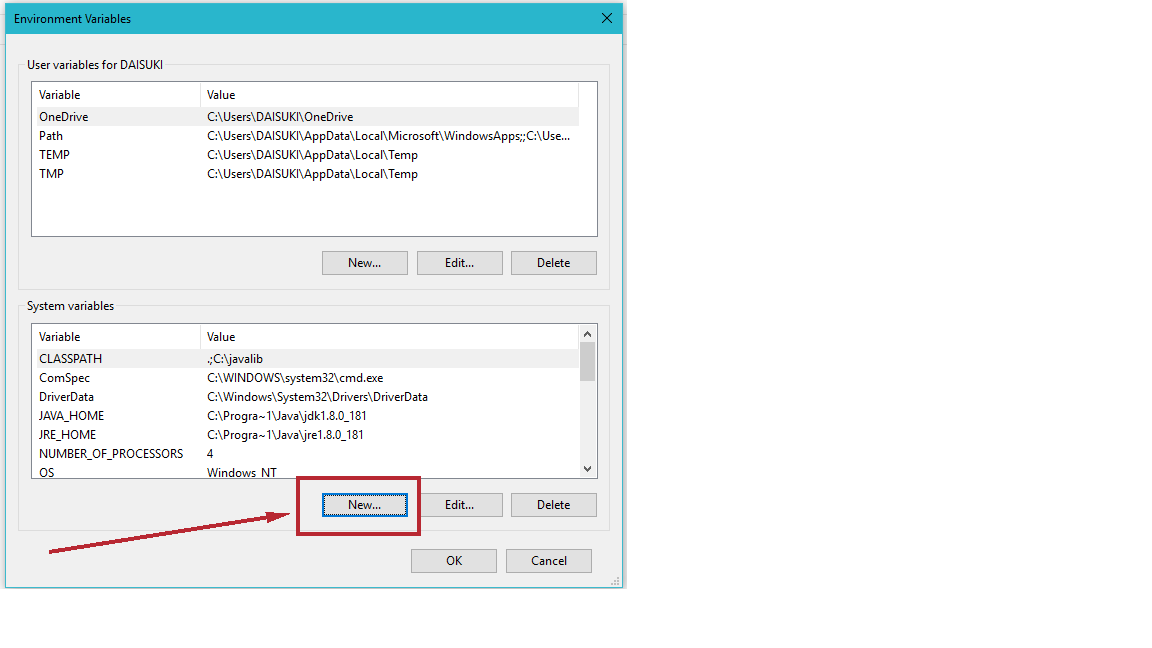 Environment Variables
User variables for DAISUKI
Variable Value
OneDrive C:\Users\DAISUKI\OneDrive
Path C:\Users\DAISUKI\AppData\Local\Microsoft\WindowsApps;;C:\Use...
TEMP C:\Users\DAISUKI\AppData\Local\Temp
TMP C:\Users\DAISUKI\AppData\Local\Temp
New... Edit... Delete
System variables
Variable Value
CLASSPATH .;C:\javalib
ComSpec C:\WINDOWS\system32\cmd.exe
DriverData C:\Windows\System32\Drivers\DriverData
JAVA_HOME C:\Progra~1\Java\jdk1.8.0_181
JRE_HOME C:\Progra~1\Java\jre1.8.0_181
NUMBER_OF_PROCESSORS 4
OS Windows_NT
New... Edit... Delete
OK Cancel